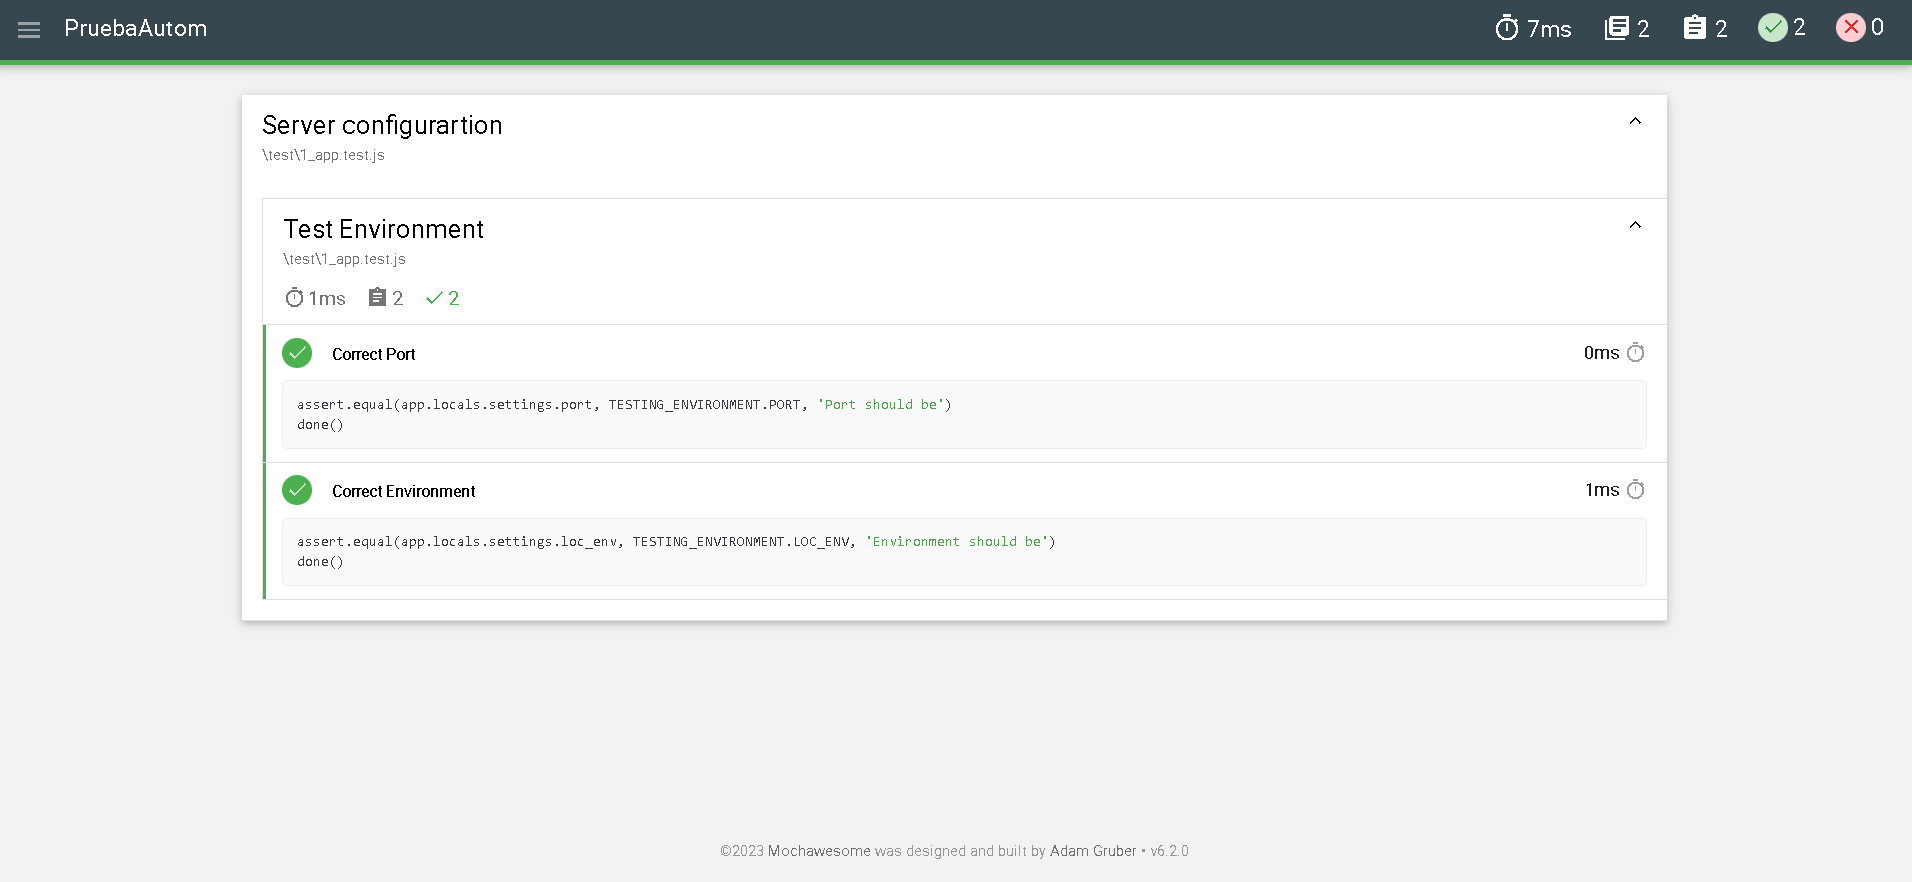 PruebaAutom 7ms 2 2 2 0
Server configurartion
\test\1_app.test.js
Test Environment
\test\1_app.test.js
1ms 2 2
Correct Port 0ms
assert.equal(app.locals.settings.port, TESTING_ENVIRONMENT.PORT, 'Port should be')
done()
Correct Environment 1ms
assert.equal(app.locals.settings.loc_env, TESTING_ENVIRONMENT.LOC_ENV, 'Environment should be')
done()
©2023 Mochawesome was designed and built by Adam Gruber • v6.2.0